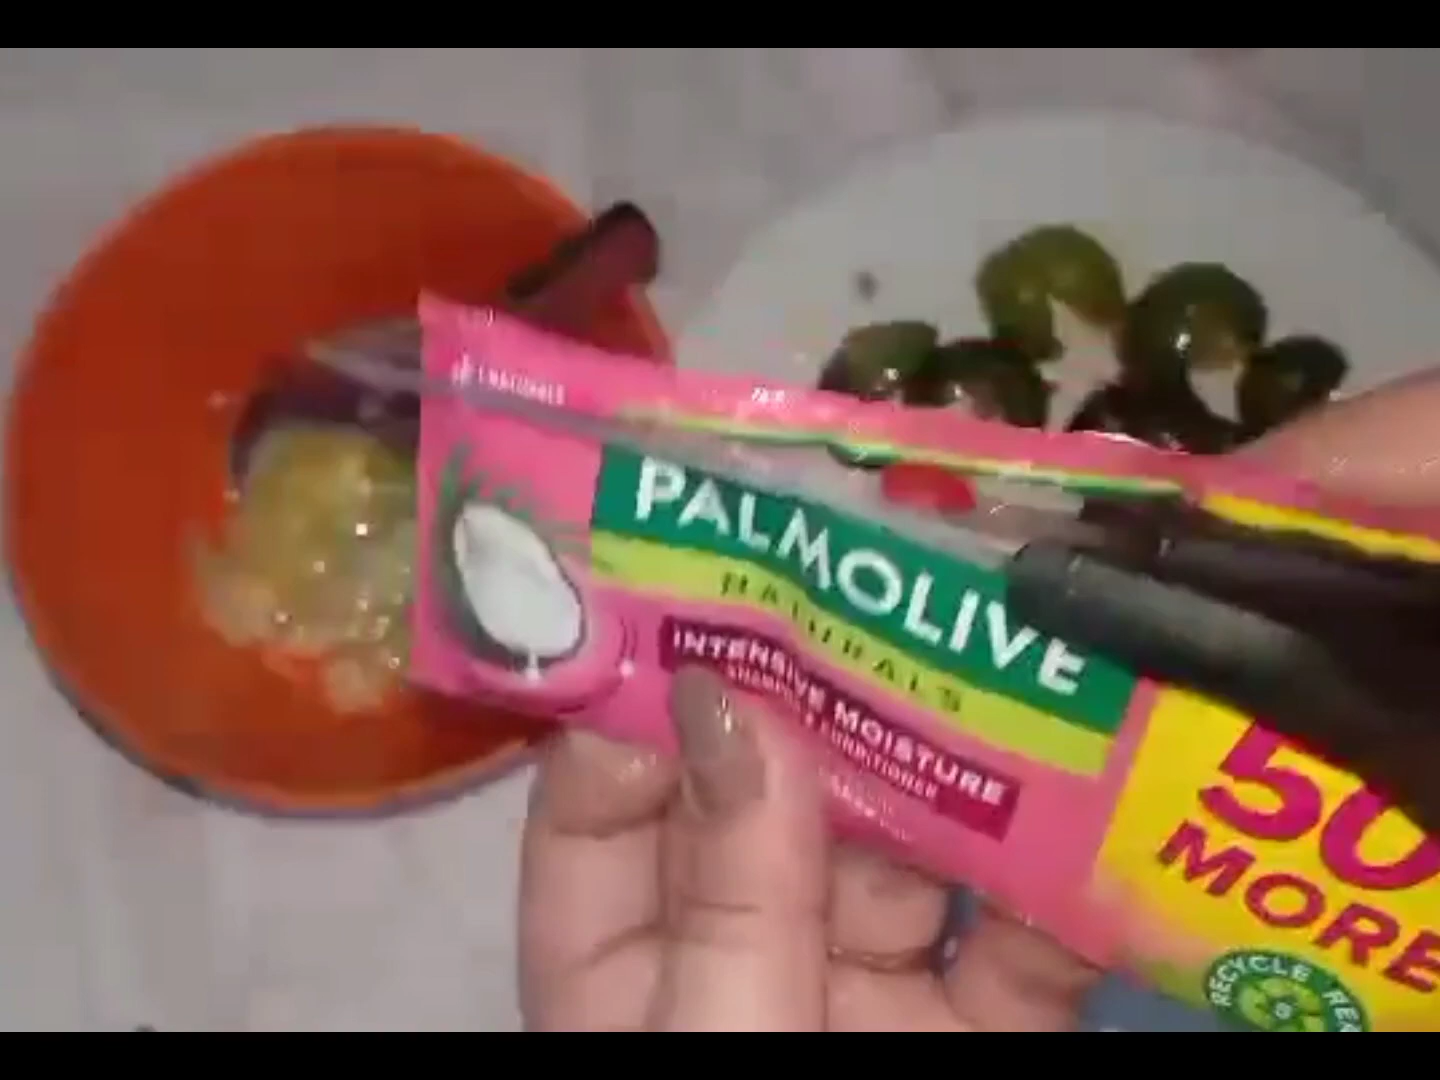 PALMOLIVE
NATURALS
INTENSIVE MOISTURE
SHAMPOO & CONDITIONER
50
MORE
RECYCLE